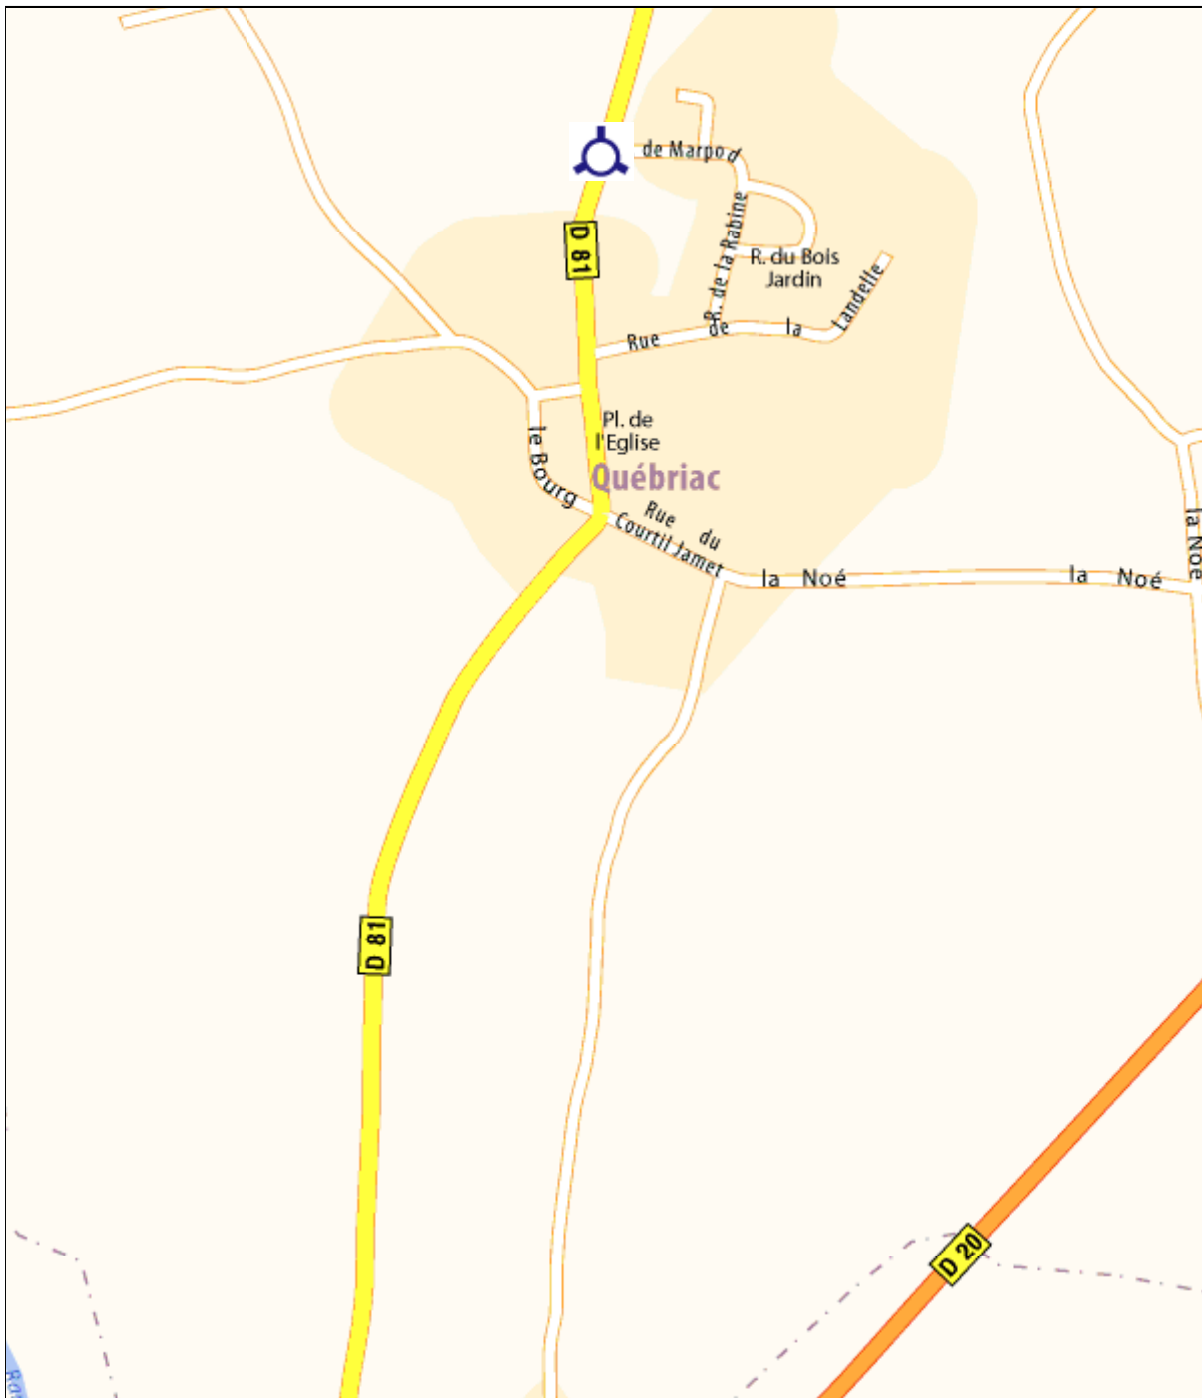 de Marpod
D 81
R. de la Rabine
R. du Bois
Jardin
Rue de la Landelle
Pl. de
l'Eglise
le Bourg
Québriac
Rue du
Courtil Jamet
la Noé
la Noé
la Noé
D 81
D 20